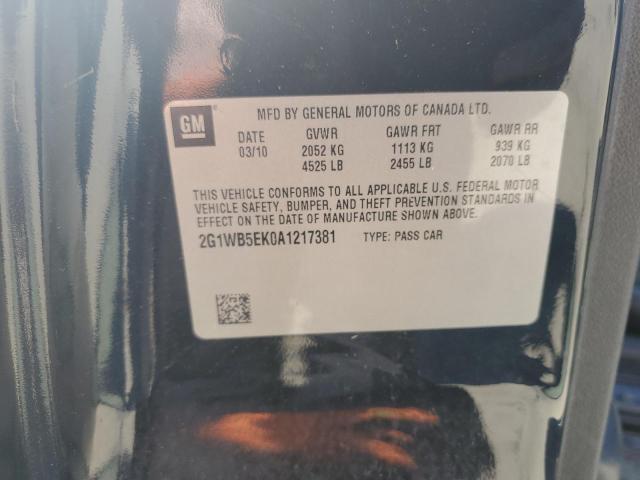 GM
MFD BY GENERAL MOTORS OF CANADA LTD.
DATE GVWR GAWR FRT GAWR RR
03/10 2052 KG 1113 KG 939 KG
4525 LB 2455 LB 2070 LB
THIS VEHICLE CONFORMS TO ALL APPLICABLE U.S. FEDERAL MOTOR
VEHICLE SAFETY, BUMPER, AND THEFT PREVENTION STANDARDS IN
EFFECT ON THE DATE OF MANUFACTURE SHOWN ABOVE.
2G1WB5EK0A1217381 TYPE: PASS CAR